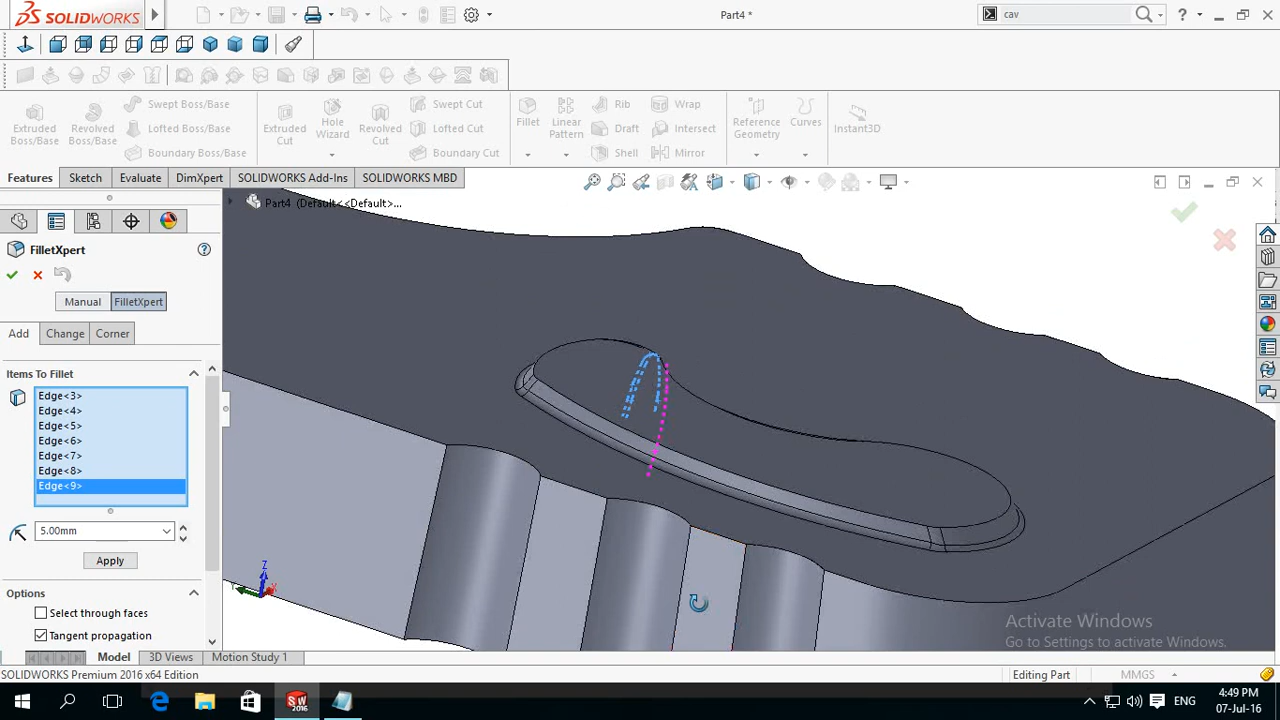 SOLIDWORKS
Part4 *
cav
Extruded Boss/Base
Revolved Boss/Base
Swept Boss/Base
Lofted Boss/Base
Boundary Boss/Base
Extruded Cut
Hole Wizard
Revolved Cut
Swept Cut
Lofted Cut
Boundary Cut
Fillet
Linear Pattern
Rib
Draft
Shell
Wrap
Intersect
Mirror
Reference Geometry
Curves
Instant3D
Features
Sketch
Evaluate
DimXpert
SOLIDWORKS Add-Ins
SOLIDWORKS MBD
Part4 (Default<<Default>...
FilletXpert
Manual
FilletXpert
Add
Change
Corner
Items To Fillet
Edge<3>
Edge<4>
Edge<5>
Edge<6>
Edge<7>
Edge<8>
Edge<9>
5.00mm
Apply
Options
Select through faces
Tangent propagation
Z
X
Activate Windows
Go to Settings to activate Windows.
Model
3D Views
Motion Study 1
SOLIDWORKS Premium 2016 x64 Edition
Editing Part
MMGS
SW
2016
ENG
4:49 PM
07-Jul-16